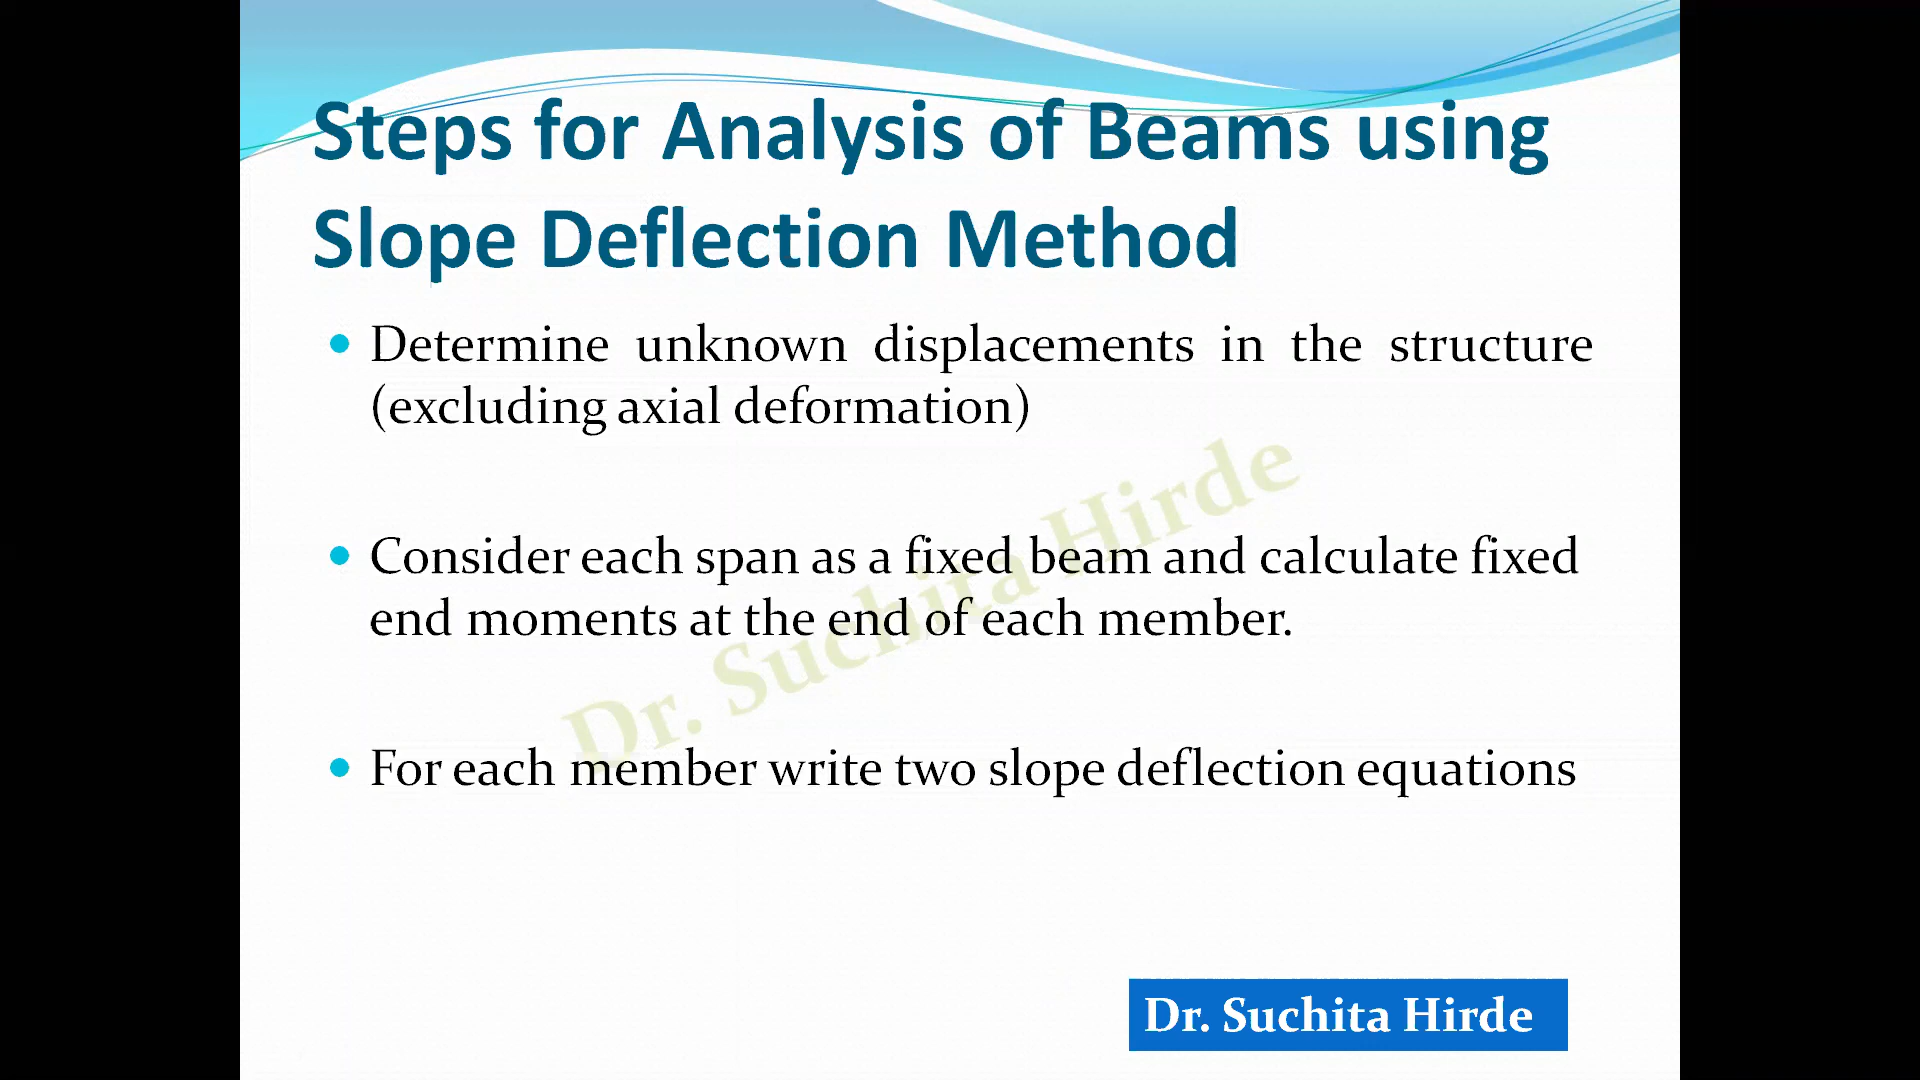 Steps for Analysis of Beams using
Slope Deflection Method
• Determine unknown displacements in the structure
(excluding axial deformation)
• Consider each span as a fixed beam and calculate fixed
end moments at the end of each member.
• For each member write two slope deflection equations
Dr. Suchita Hirde
Dr. Suchita Hirde